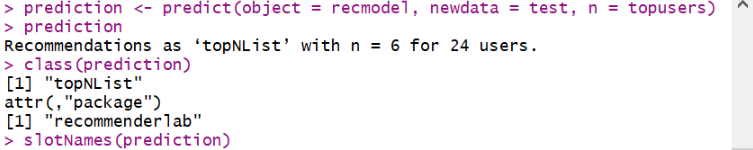 > prediction <- predict(object = recmodel, newdata = test, n = topusers)
> prediction
Recommendations as ‘topNList’ with n = 6 for 24 users.
> class(prediction)
[1] "topNList"
attr(,"package")
[1] "recommenderlab"
> slotNames(prediction)